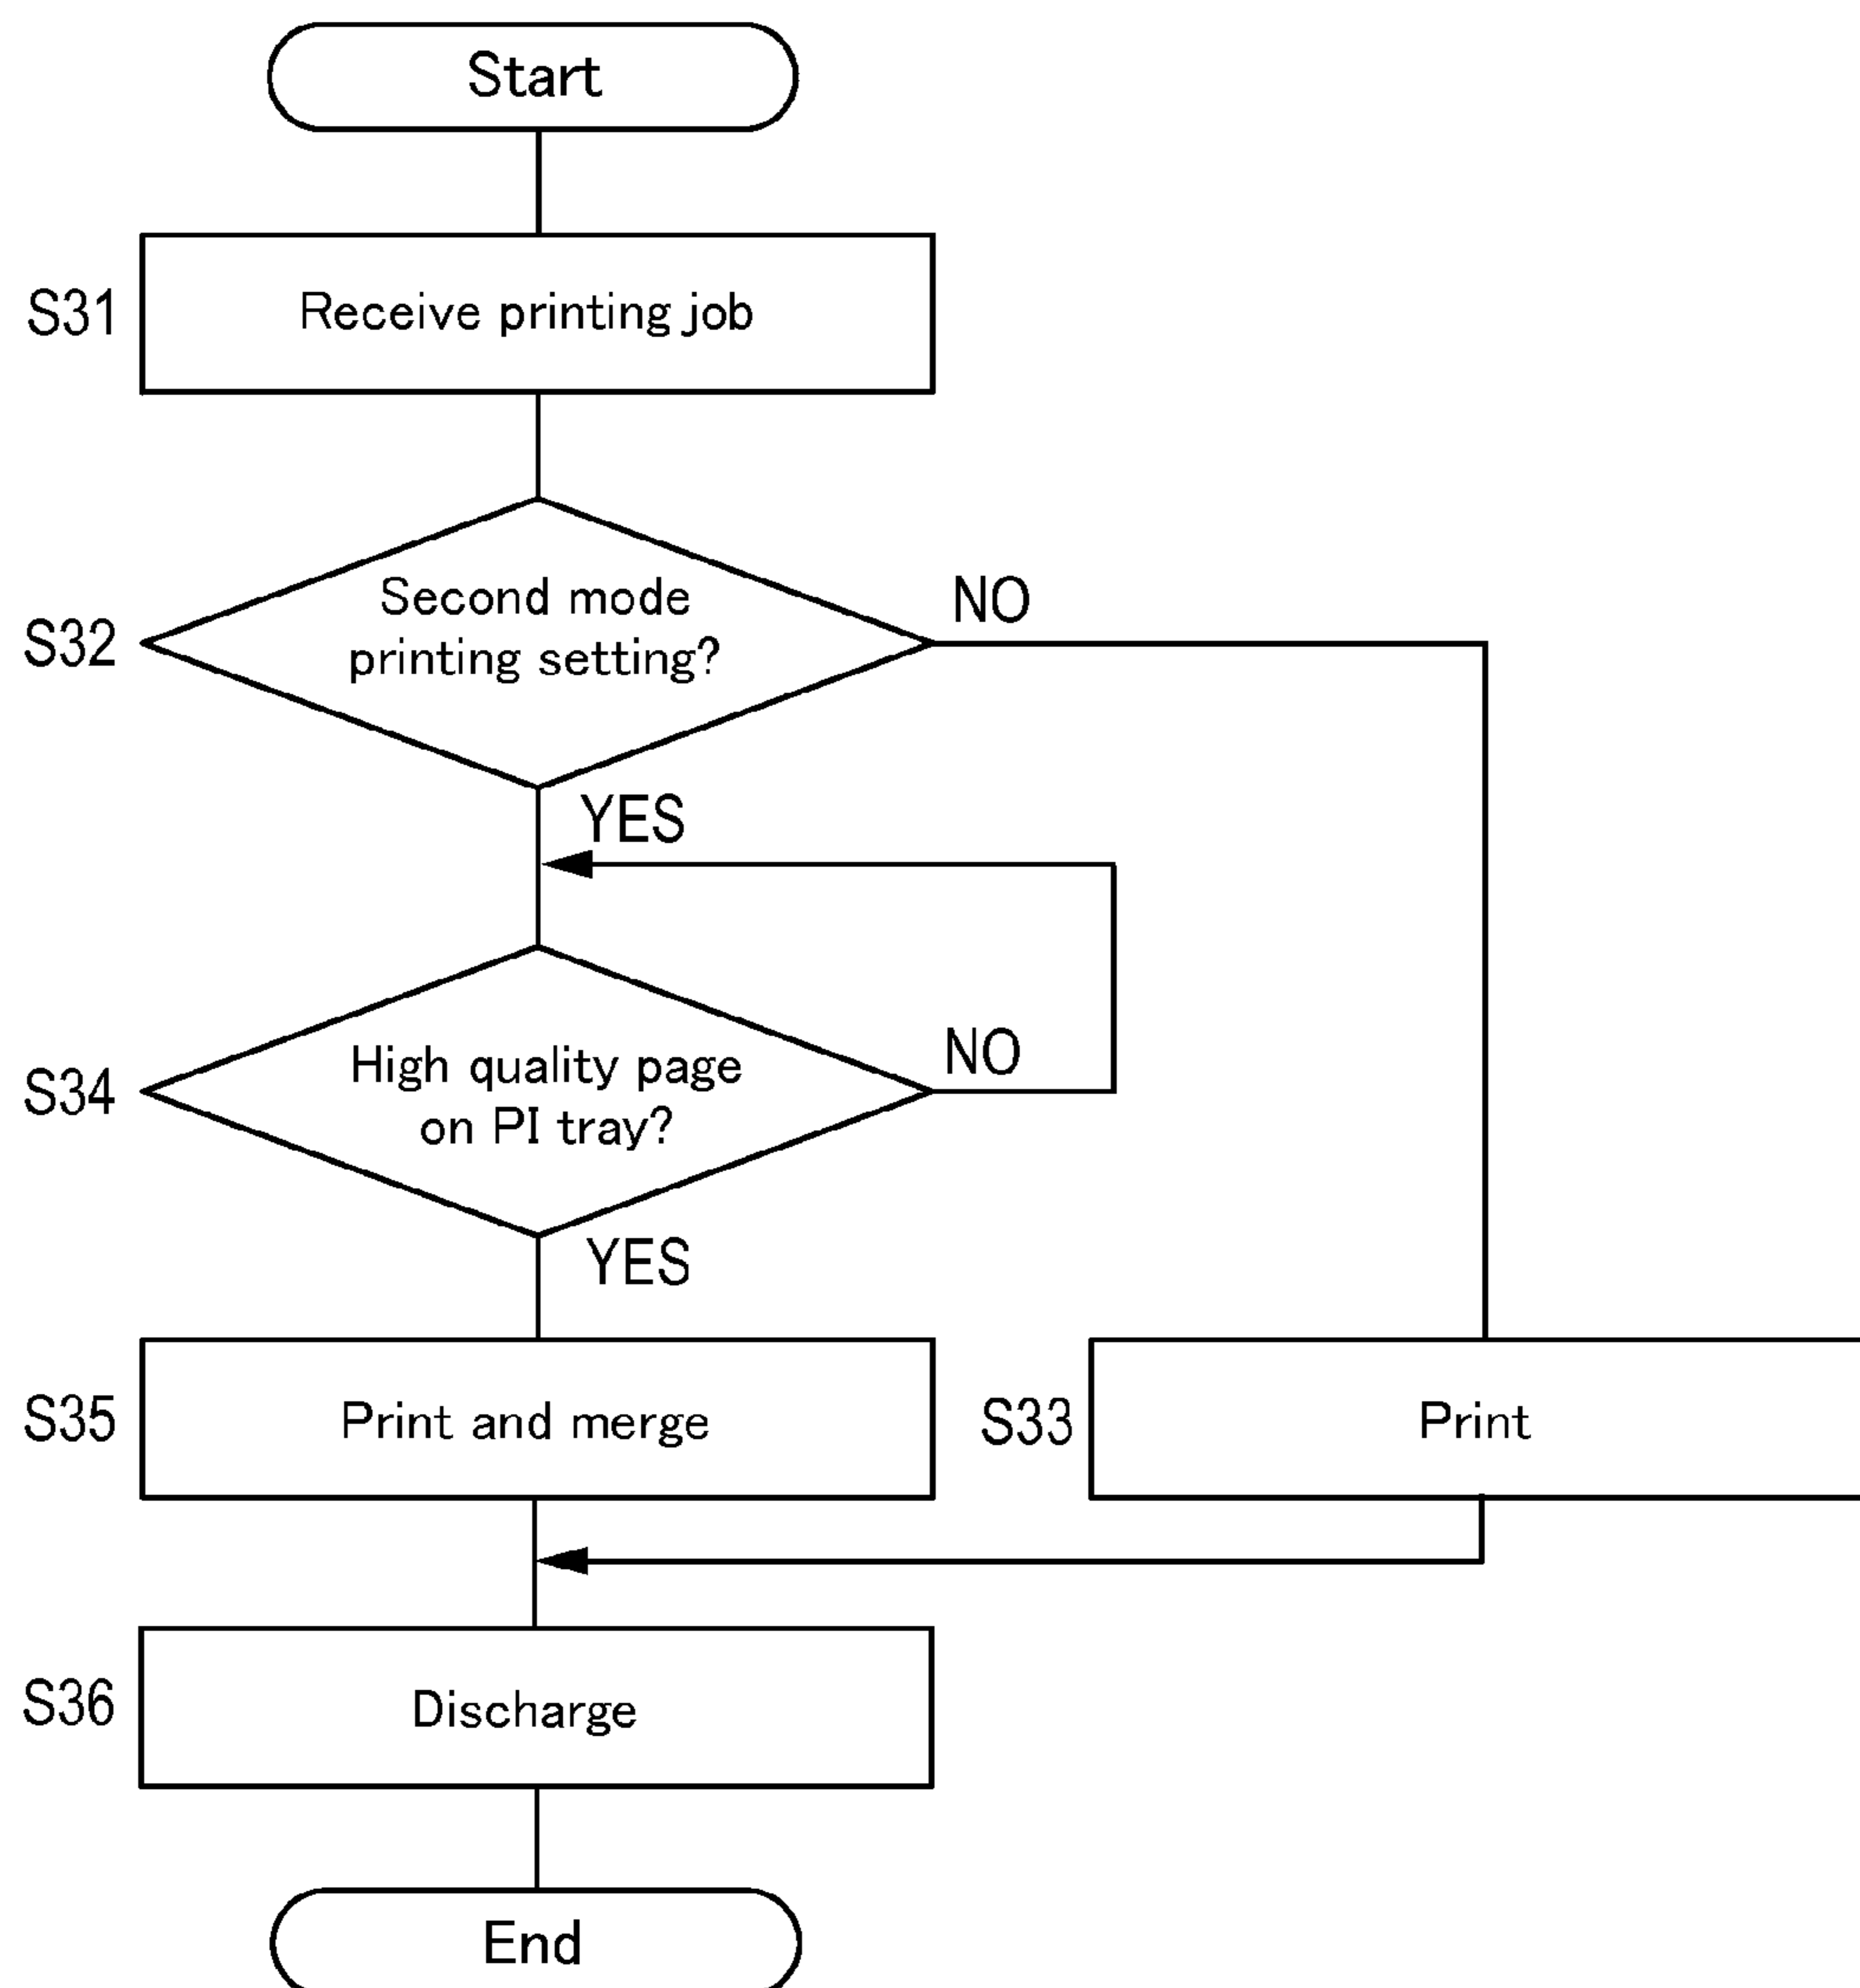 Start
S31
Receive printing job
S32
Second mode
printing setting?
NO
YES
S34
High quality page
on PI tray?
NO
YES
S35
Print and merge
S33
Print
S36
Discharge
End